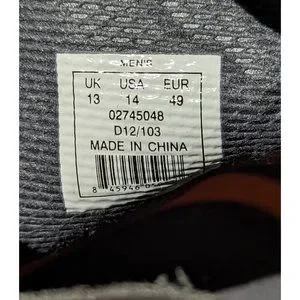 MEN'S
UK USA EUR
13 14 49
02745048
D12/103
MADE IN CHINA